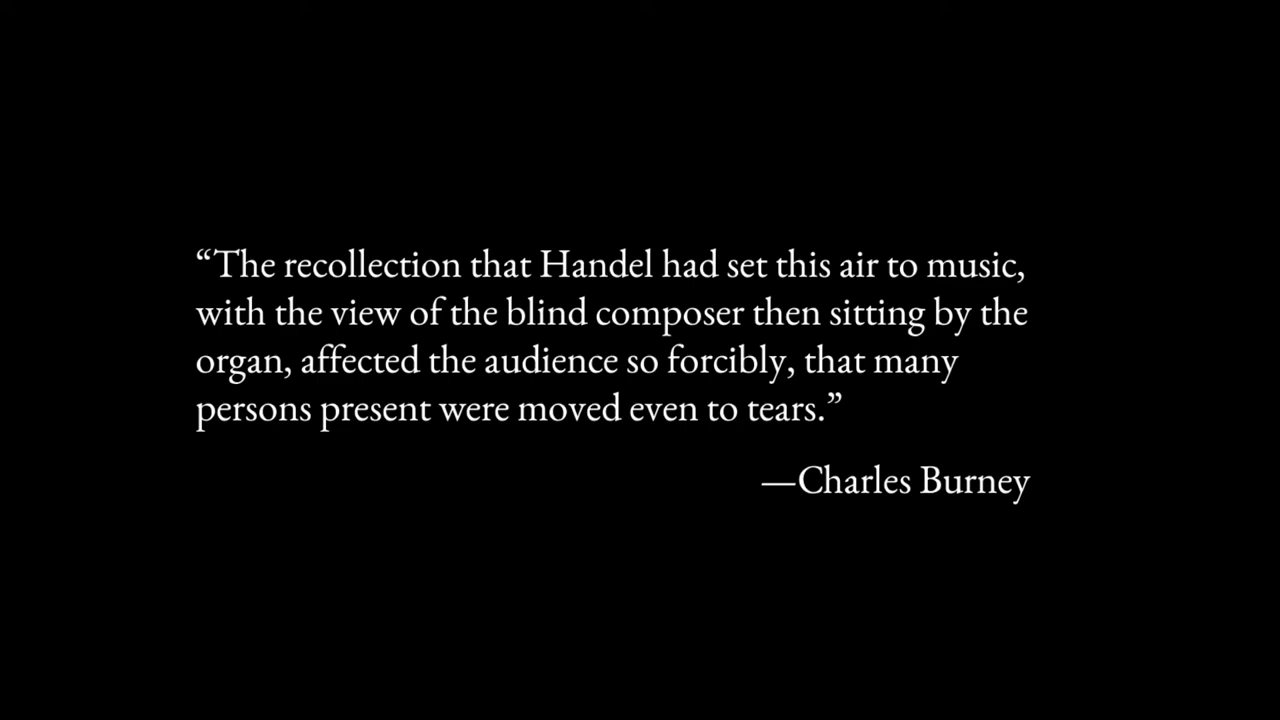 “The recollection that Handel had set this air to music,
with the view of the blind composer then sitting by the
organ, affected the audience so forcibly, that many
persons present were moved even to tears.”
—Charles Burney